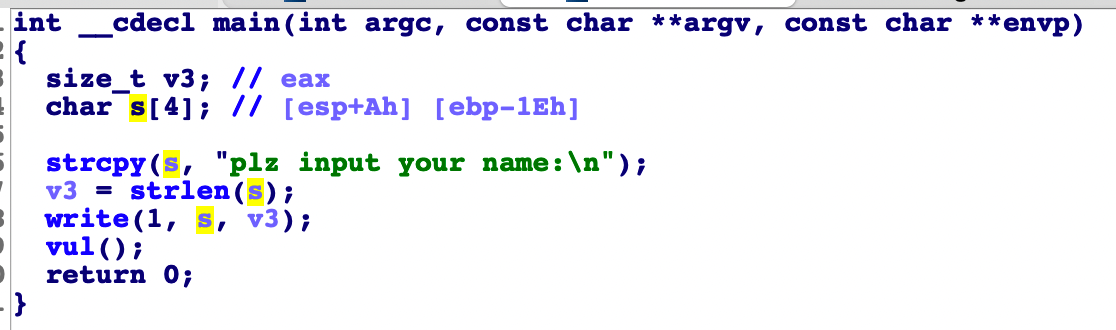 int __cdecl main(int argc, const char **argv, const char **envp)
{
size_t v3; // eax
char s[4]; // [esp+Ah] [ebp-1Eh]
strcpy(s, "plz input your name:\n");
v3 = strlen(s);
write(1, s, v3);
vul();
return 0;
}